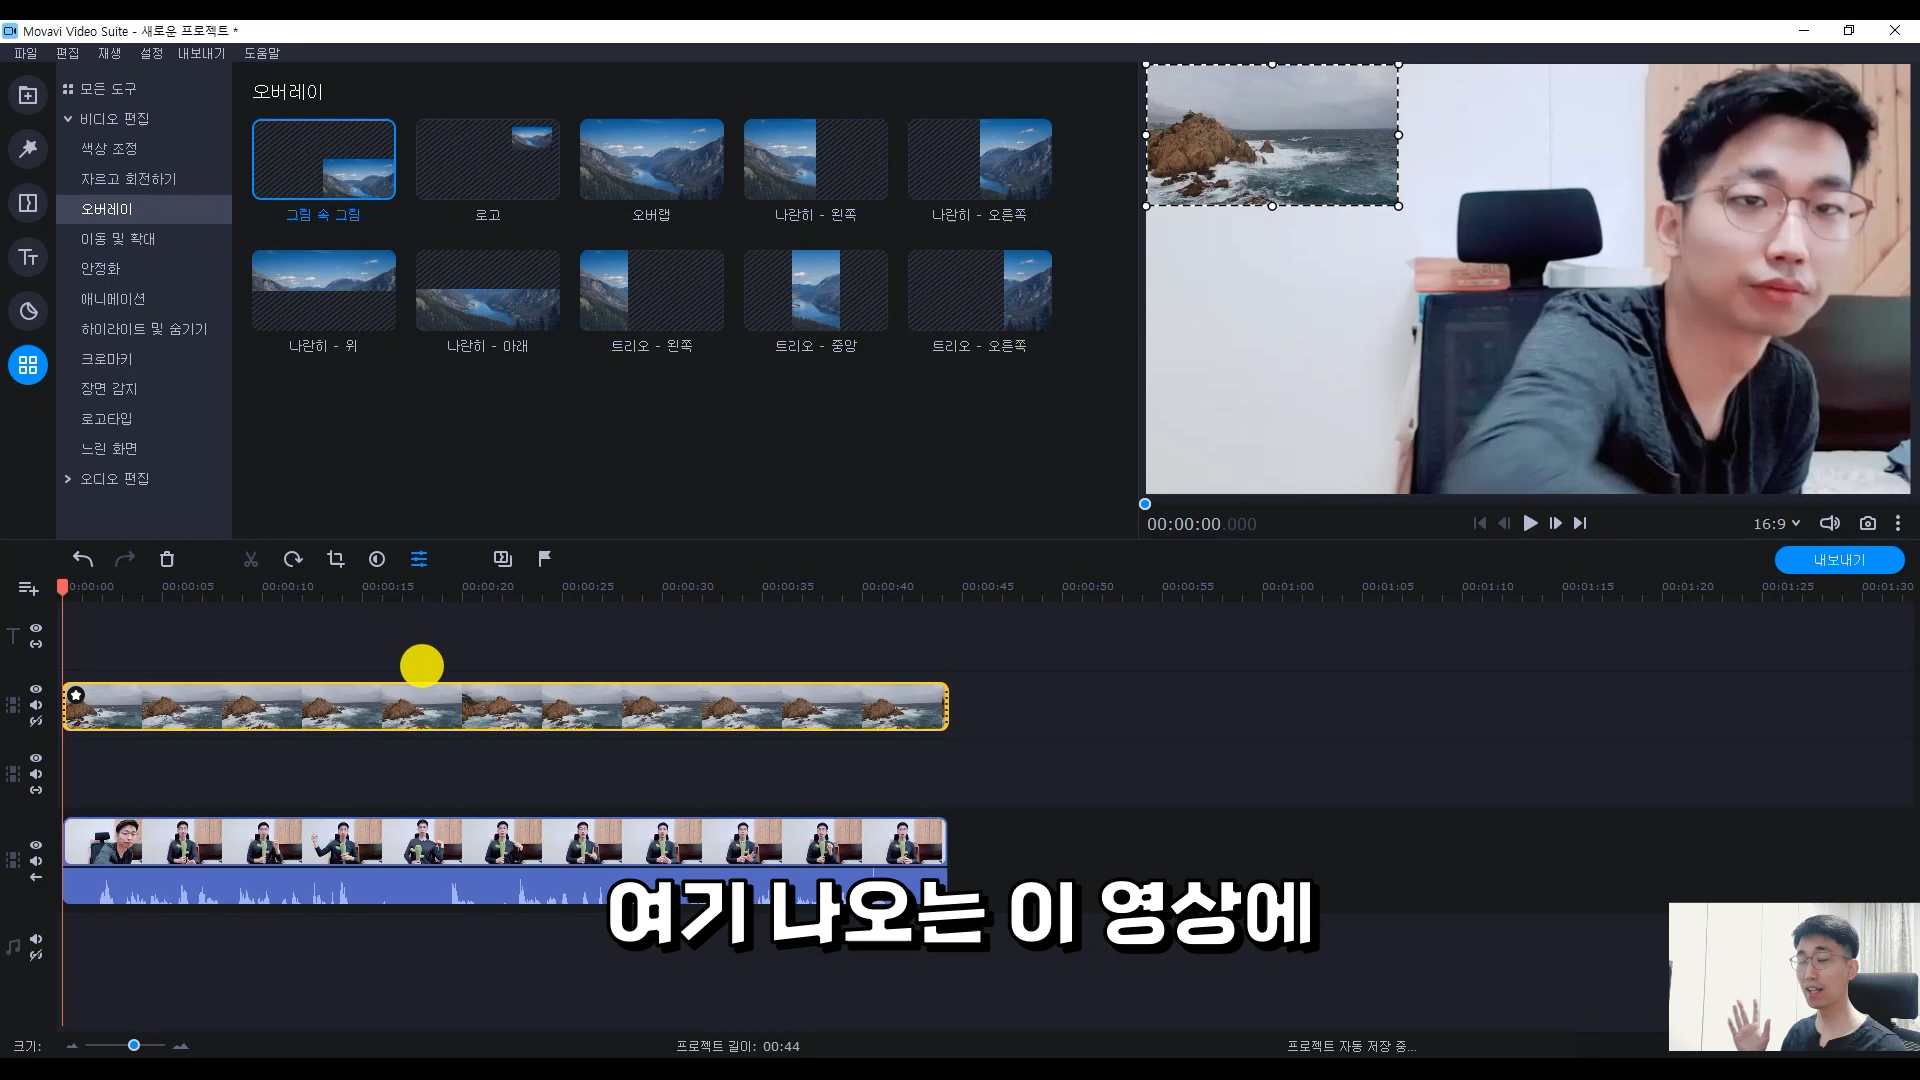 Movavi Video Suite - 새로운 프로젝트 *
파일 편집 재생 설정 내보내기 도움말
모든 도구
비디오 편집
색상 조정
자르고 회전하기
오버레이
이동 및 확대
안정화
애니메이션
하이라이트 및 숨기기
크로마키
장면 감지
로고타입
느린 화면
오디오 편집
오버레이
그림 속 그림 로고 오버랩 나란히 - 왼쪽 나란히 - 오른쪽
나란히 - 위 나란히 - 아래 트리오 - 왼쪽 트리오 - 중앙 트리오 - 오른쪽
00:00:00.000
16:9
내보내기
0:00:00 00:00:05 00:00:10 00:00:15 00:00:20 00:00:25 00:00:30 00:00:35 00:00:40 00:00:45 00:00:50 00:00:55 00:01:00 00:01:05 00:01:10 00:01:15 00:01:20 00:01:25 00:01:30
여기 나오는 이 영상에
크기:
프로젝트 길이: 00:44
프로젝트 자동 저장 중...